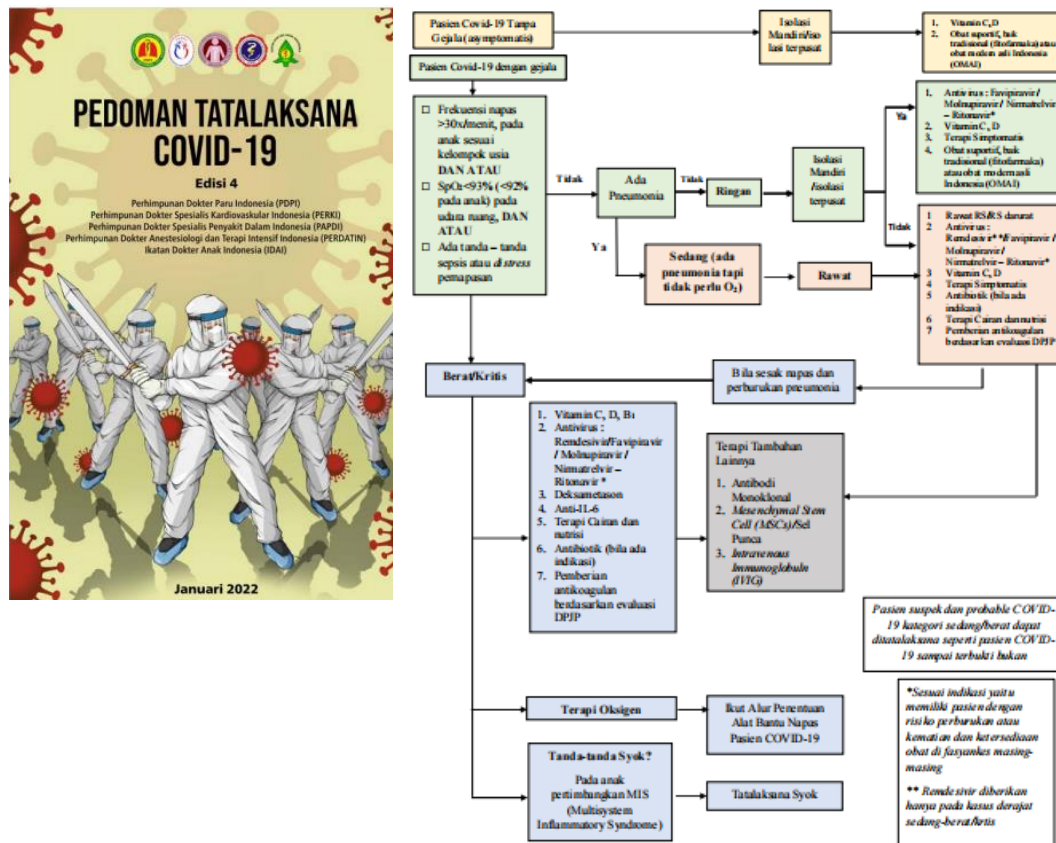 PEDOMAN TATALAKSANA
COVID-19
Edisi 4
Perhimpunan Dokter Paru Indonesia (PDPI)
Perhimpunan Dokter Spesialis Kardiovaskular Indonesia (PERKI)
Perhimpunan Dokter Spesialis Penyakit Dalam Indonesia (PAPDI)
Perhimpunan Dokter Anestesiologi dan Terapi Intensif Indonesia (PERDATIN)
Ikatan Dokter Anak Indonesia (IDAI)
Januari 2022
Pasien Covid-19 Tanpa
Gejala (asymptomatis)
Isolasi
Mandiri/iso
lasi terpusat
1. Vitamin C, D
2. Obat suportif, baik
tradisional (fitofarmaka) atau
obat modern asli Indonesia
(OMAI)
Pasien Covid-19 dengan gejala
□ Frekuensi napas
>30x/menit, pada
anak sesuai
kelompok usia
DAN ATAU
□ SpO2<93% (<92%
pada anak) pada
udara ruang, DAN
ATAU
□ Ada tanda – tanda
sepsis atau distress
pernapasan
Tidak
Ada
Pneumonia
Tidak
Ringan
Isolasi
Mandiri
/isolasi
terpusat
Ya
1. Antivirus : Favipiravir /
Molnupiravir / Nirmatrelvir
– Ritonavir*
2. Vitamin C, D
3. Terapi Simptomatis
4. Obat suportif, baik
tradisional (fitofarmaka)
atau obat modern asli
Indonesia (OMAI)
Ya
Sedang (ada
pneumonia tapi
tidak perlu O2)
Rawat
Tidak
1 Rawat RS/RS darurat
2 Antivirus :
Remdesivir**/Favipiravir /
Molnupiravir /
Nirmatrelvir – Ritonavir*
3 Vitamin C, D
4 Terapi Simptomatis
5 Antibiotik (bila ada
indikasi)
6 Terapi Cairan dan nutrisi
7 Pemberian antikoagulan
berdasarkan evaluasi DPJP
Bila sesak napas dan
perburukan pneumonia
Berat/Kritis
1. Vitamin C, D, B1
2. Antivirus :
Remdesivir/Favipiravir
/ Molnupiravir /
Nirmatrelvir –
Ritonavir *
3. Deksametason
4. Anti-IL-6
5. Terapi Cairan dan
nutrisi
6. Antibiotik (bila ada
indikasi)
7. Pemberian
antikoagulan
berdasarkan evaluasi
DPJP
Terapi Tambahan
Lainnya
1. Antibodi
Monoklonal
2. Mesenchymal Stem
Cell (MSCs)/Sel
Punca
3. Intravenous
Immunoglobuln
(IVIG)
Pasien suspek dan probable COVID-
19 kategori sedang/berat dapat
ditatalaksana seperti pasien COVID-
19 sampai terbukti bukan
Terapi Oksigen
Ikut Alur Penentuan
Alat Bantu Napas
Pasien COVID-19
Tanda-tanda Syok?
Pada anak
pertimbangkan MIS
(Multisystem
Inflammatory Syndrome)
Tatalaksana Syok
*Sesuai indikasi yaitu
memiliki pasien dengan
risiko perburukan atau
kematian dan ketersediaan
obat di fasyankes masing-
masing
** Remdesivir diberikan
hanya pada kasus derajat
sedang-berat/kritis